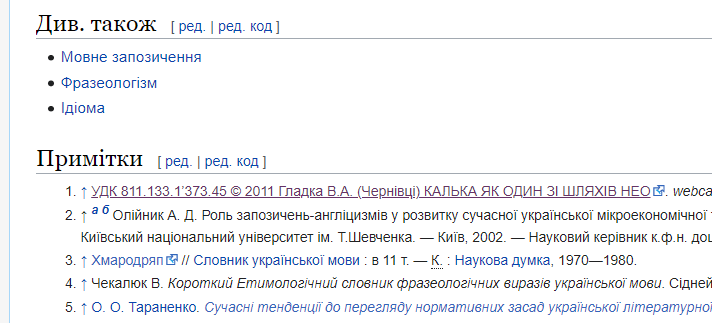 Див. також [ ред. | ред. код ]
Мовне запозичення
Фразеологізм
Ідіома
Примітки [ ред. | ред. код ]
1. ↑ УДК 811.133.1'373.45 © 2011 Гладка В.А. (Чернівці) КАЛЬКА ЯК ОДИН ЗІ ШЛЯХІВ НЕО . webca
2. ↑ а б Олійник А. Д. Роль запозичень-англіцизмів у розвитку сучасної української мікроекономічної
Київський національний університет ім. Т.Шевченка. — Київ, 2002. — Науковий керівник к.ф.н. доц
3. ↑ Хмародряп // Словник української мови : в 11 т. — К. : Наукова думка, 1970—1980.
4. ↑ Чекалюк В. Короткий Етимологічний словник фразеологічних виразів української мови. Сідней
5. ↑ О. О. Тараненко. Сучасні тенденції до перегляду нормативних засад української літературної